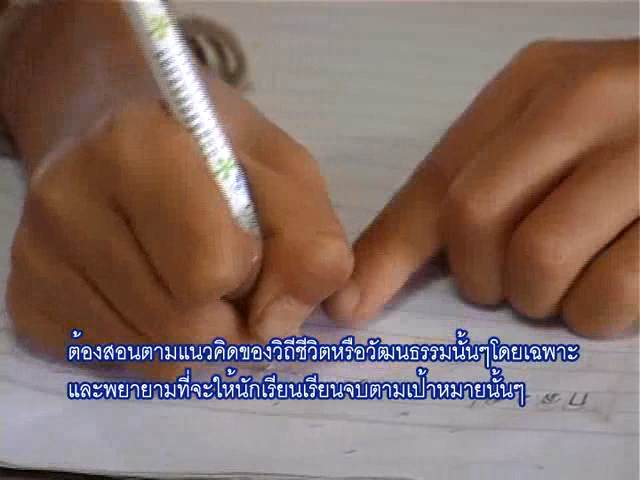 ต้องสอนตามแนวคิดของวิถีชีวิตหรือวัฒนธรรมนั้นๆโดยเฉพาะ
และพยายามที่จะให้นักเรียนเรียนจบตามเป้าหมายนั้นๆ